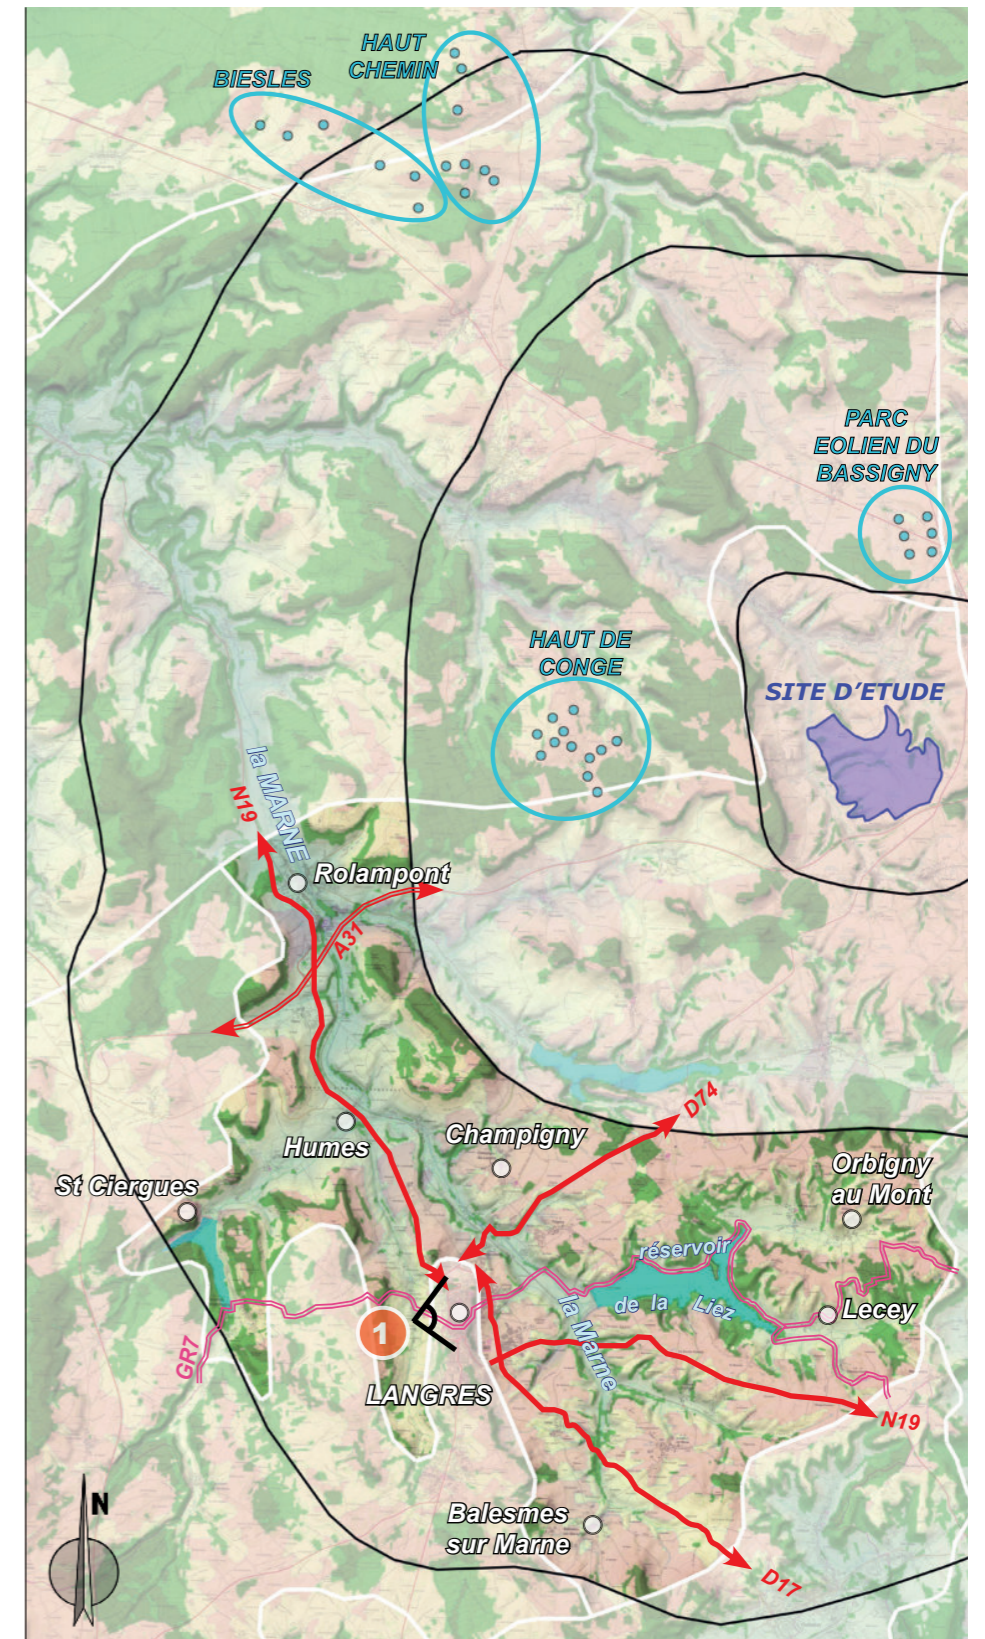 HAUT
CHEMIN
BIESLES
PARC
EOLIEN DU
BASSIGNY
HAUT DE
CONGE
SITE D'ETUDE
la MARNE
N19
Rolampont
A31
D74
Champigny
Humes
Orbigny
au Mont
St Ciergues
réservoir
de la Liez
la Marne
Lecey
1
GR7
LANGRES
N19
N
Balesmes
sur Marne
D17